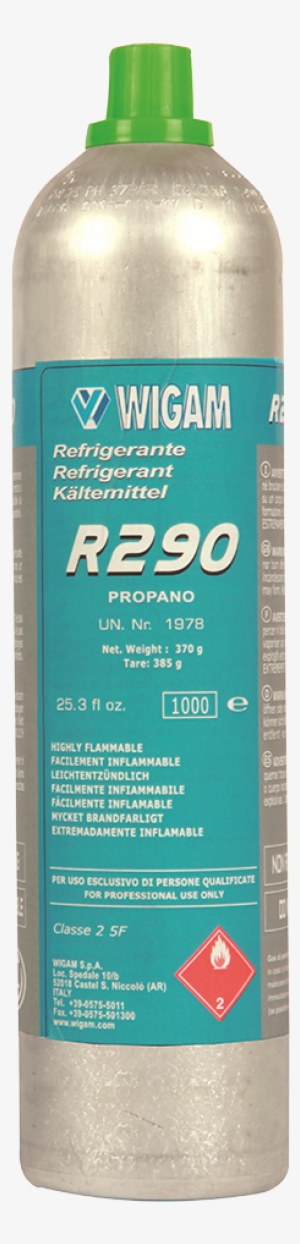 WIGAM
Refrigerante
Refrigerant
Kältemittel
R290
PROPANO
UN. Nr. 1978
Net. Weight : 370 g
Tare: 385 g
25.3 fl oz. 1000 e
HIGHLY FLAMMABLE
FACILEMENT INFLAMMABLE
LEICHTENTZÜNDLICH
FACILMENTE INFIAMMABILE
FÁCILMENTE INFLAMABLE
MYCKET BRANDFARLIGT
EXTREMADAMENTE INFLAMABLE
PER USO ESCLUSIVO DI PERSONE QUALIFICATE
FOR PROFESSIONAL USE ONLY
Classe 2 5F
2
WIGAM S.p.A.
Loc. Spedale 10/b
52018 Castel S. Niccolò (AR)
ITALY
Tel. +39-0575-5011
Fax. +39-0575-501300
www.wigam.com